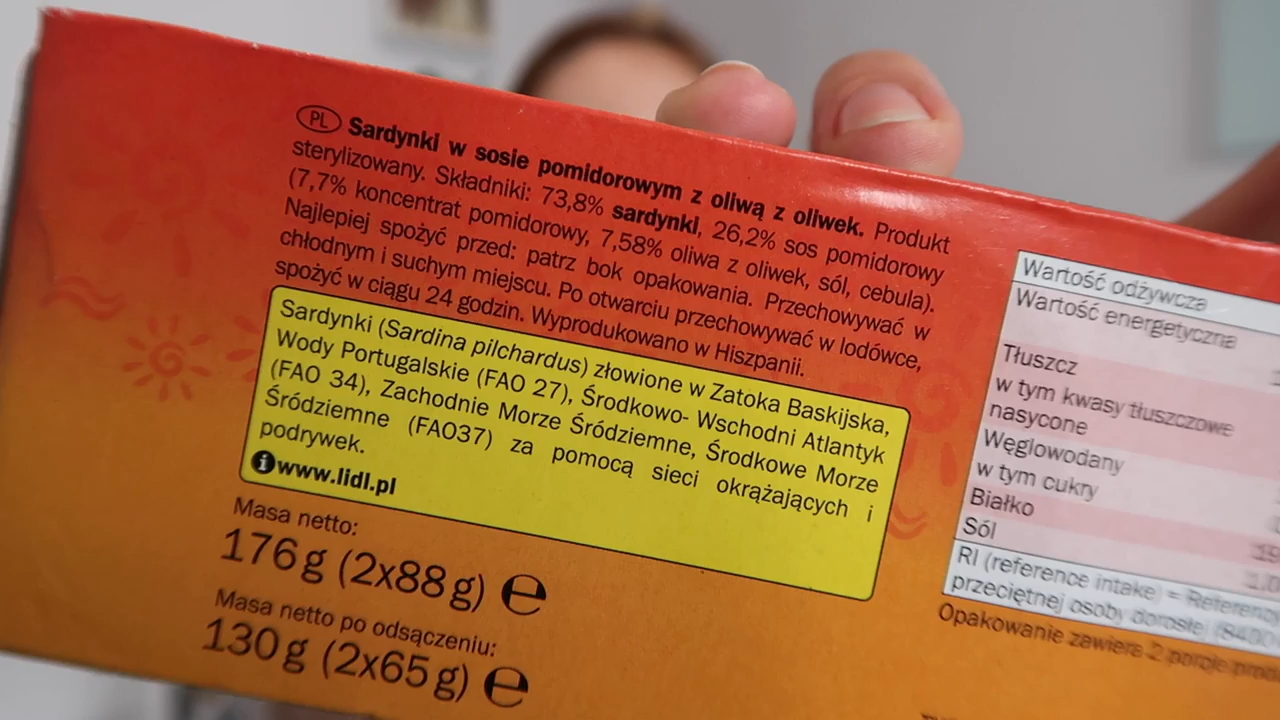 PL Sardynki w sosie pomidorowym z oliwą z oliwek. Produkt
sterylizowany. Składniki: 73,8% sardynki, 26,2% sos pomidorowy
(7,7% koncentrat pomidorowy, 7,58% oliwa z oliwek, sól, cebula).
Najlepiej spożyć przed: patrz bok opakowania. Przechowywać w
chłodnym i suchym miejscu. Po otwarciu przechowywać w lodówce,
spożyć w ciągu 24 godzin. Wyprodukowano w Hiszpanii.
Sardynki (Sardina pilchardus) złowione w Zatoka Baskijska,
Wody Portugalskie (FAO 27), Środkowo- Wschodni Atlantyk
(FAO 34), Zachodnie Morze Śródziemne, Środkowe Morze
Śródziemne (FAO37) za pomocą sieci okrążających i
podrywek.
i www.lidl.pl
Masa netto:
176 g (2x88 g) e
Masa netto po odsączeniu:
130 g (2x65 g) e
Wartość odżywcza
Wartość energetyczna
Tłuszcz
w tym kwasy tłuszczowe
nasycone
Węglowodany
w tym cukry
Białko
Sól
RI (reference intake) =
przeciętnej osoby dorosłej (8400
Opakowanie zawiera 2 porcje